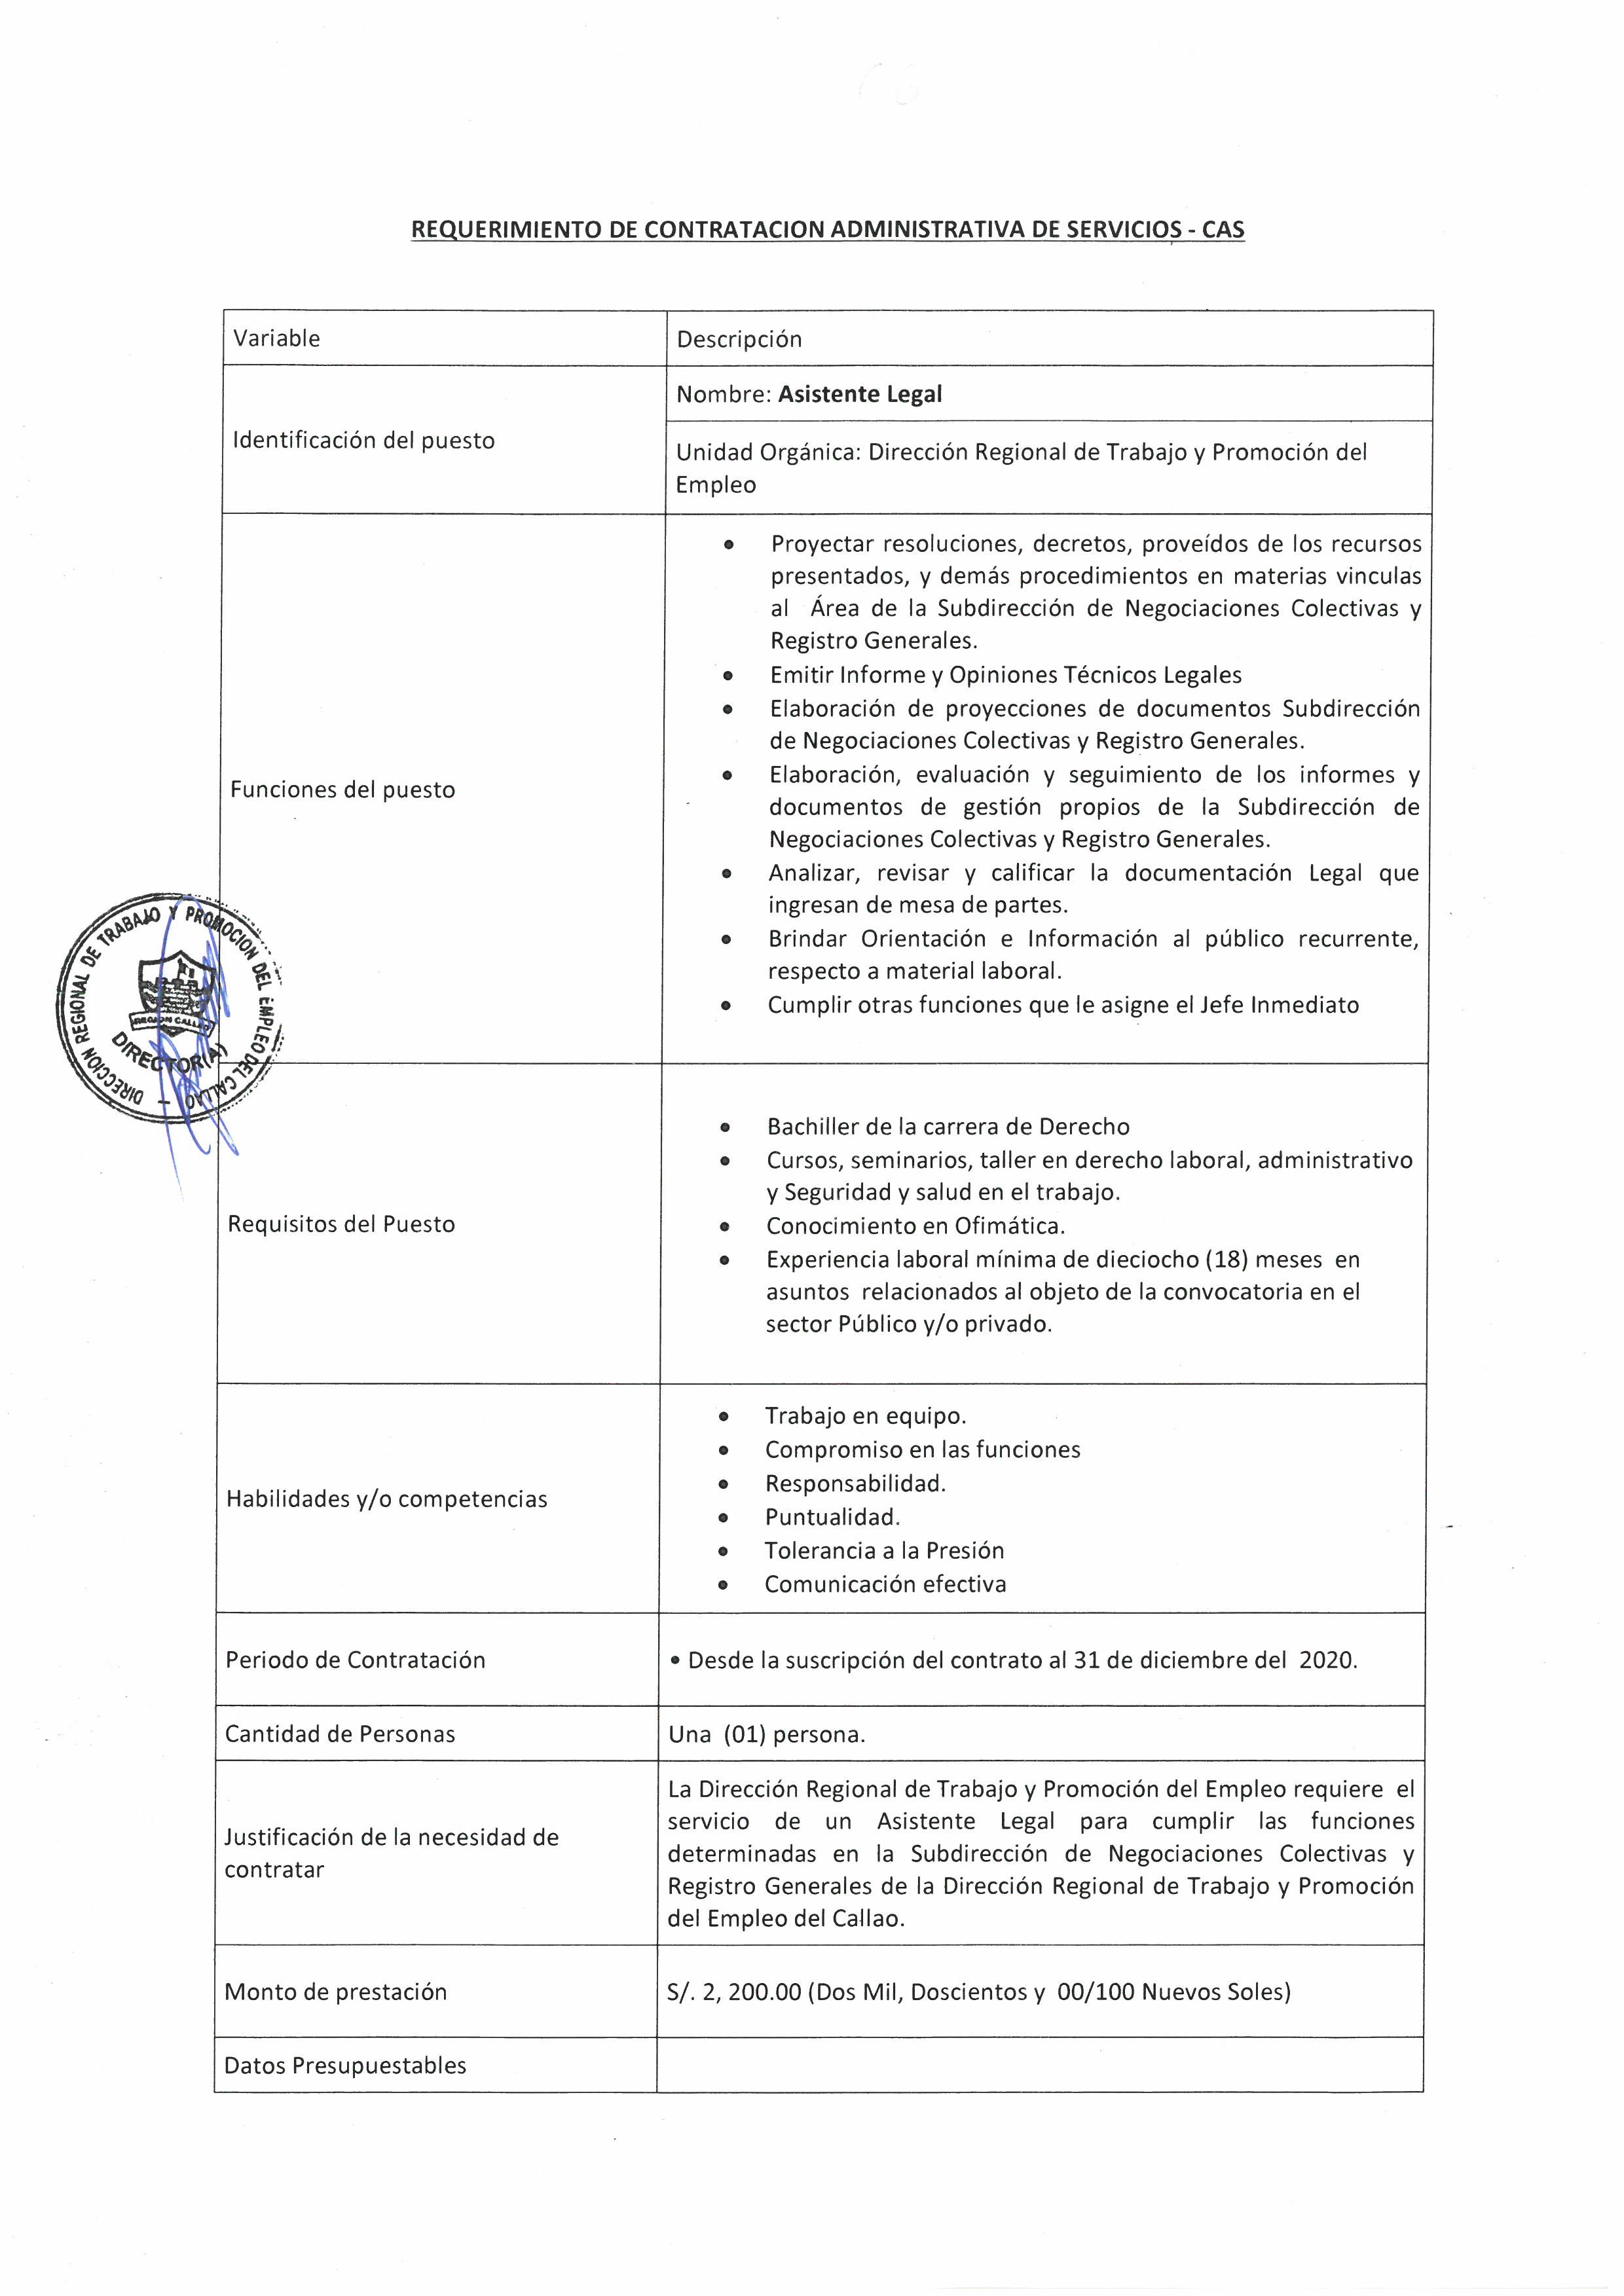 REQUERIMIENTO DE CONTRATACION ADMINISTRATIVA DE SERVICIOS - CAS
Variable
Descripción
Identificación del puesto
Nombre: Asistente Legal
Unidad Orgánica: Dirección Regional de Trabajo y Promoción del
Empleo
Funciones del puesto
• Proyectar resoluciones, decretos, proveídos de los recursos
presentados, y demás procedimientos en materias vinculas
al Área de la Subdirección de Negociaciones Colectivas y
Registro Generales.
• Emitir Informe y Opiniones Técnicos Legales
• Elaboración de proyecciones de documentos Subdirección
de Negociaciones Colectivas y Registro Generales.
• Elaboración, evaluación y seguimiento de los informes y
documentos de gestión propios de la Subdirección de
Negociaciones Colectivas y Registro Generales.
• Analizar, revisar y calificar la documentación Legal que
ingresan de mesa de partes.
• Brindar Orientación e Información al público recurrente,
respecto a material laboral.
• Cumplir otras funciones que le asigne el Jefe Inmediato
DIRECCION REGIONAL DE TRABAJO Y PROMOCION DEL EMPLEO DEL CALLAO -
REGION CALLAO
DIRECTOR(A)
Requisitos del Puesto
• Bachiller de la carrera de Derecho
• Cursos, seminarios, taller en derecho laboral, administrativo
y Seguridad y salud en el trabajo.
• Conocimiento en Ofimática.
• Experiencia laboral mínima de dieciocho (18) meses en
asuntos relacionados al objeto de la convocatoria en el
sector Público y/o privado.
Habilidades y/o competencias
• Trabajo en equipo.
• Compromiso en las funciones
• Responsabilidad.
• Puntualidad.
• Tolerancia a la Presión
• Comunicación efectiva
Periodo de Contratación
• Desde la suscripción del contrato al 31 de diciembre del 2020.
Cantidad de Personas
Una (01) persona.
Justificación de la necesidad de
contratar
La Dirección Regional de Trabajo y Promoción del Empleo requiere el
servicio de un Asistente Legal para cumplir las funciones
determinadas en la Subdirección de Negociaciones Colectivas y
Registro Generales de la Dirección Regional de Trabajo y Promoción
del Empleo del Callao.
Monto de prestación
S/. 2, 200.00 (Dos Mil, Doscientos y 00/100 Nuevos Soles)
Datos Presupuestables